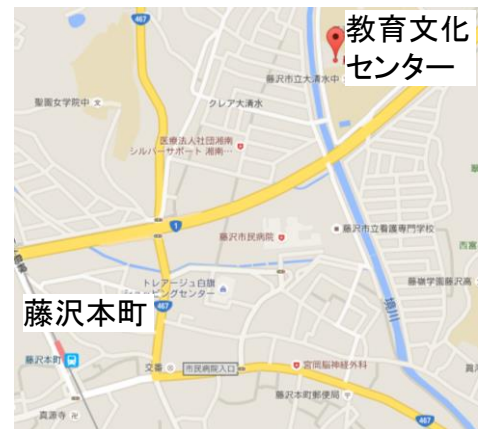 467
教育文化
センター
藤沢市立大清水中
聖園女学院中
クレア大清水
医療法人社団湘南
シルバーサポート 湘南…
1
藤沢市民病院
藤沢市立看護専門学校
西富
藤嶺学園藤沢高
トレアージュ白旗
ショッピングセンター
境川
藤沢本町
467
藤沢本町
交番
市民病院入口
宮岡脳神経外科
藤沢本町郵便局
真源寺
467